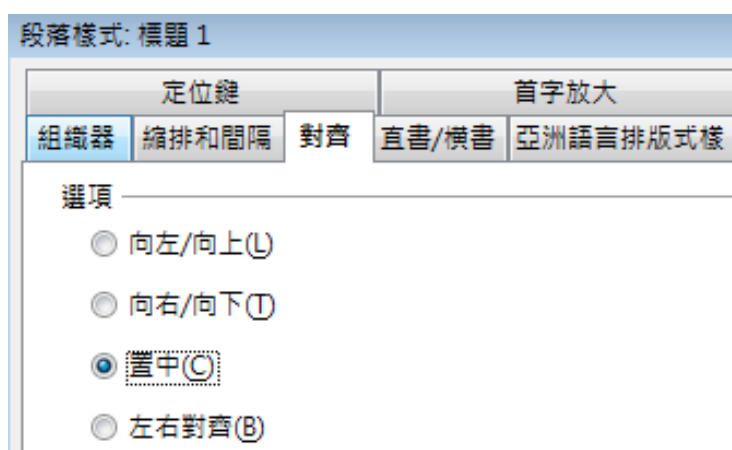 段落樣式: 標題 1
定位鍵 首字放大
組織器 縮排和間隔 對齊 直書/橫書 亞洲語言排版式樣
選項
向左/向上(L)
向右/向下(T)
置中(C)
左右對齊(B)